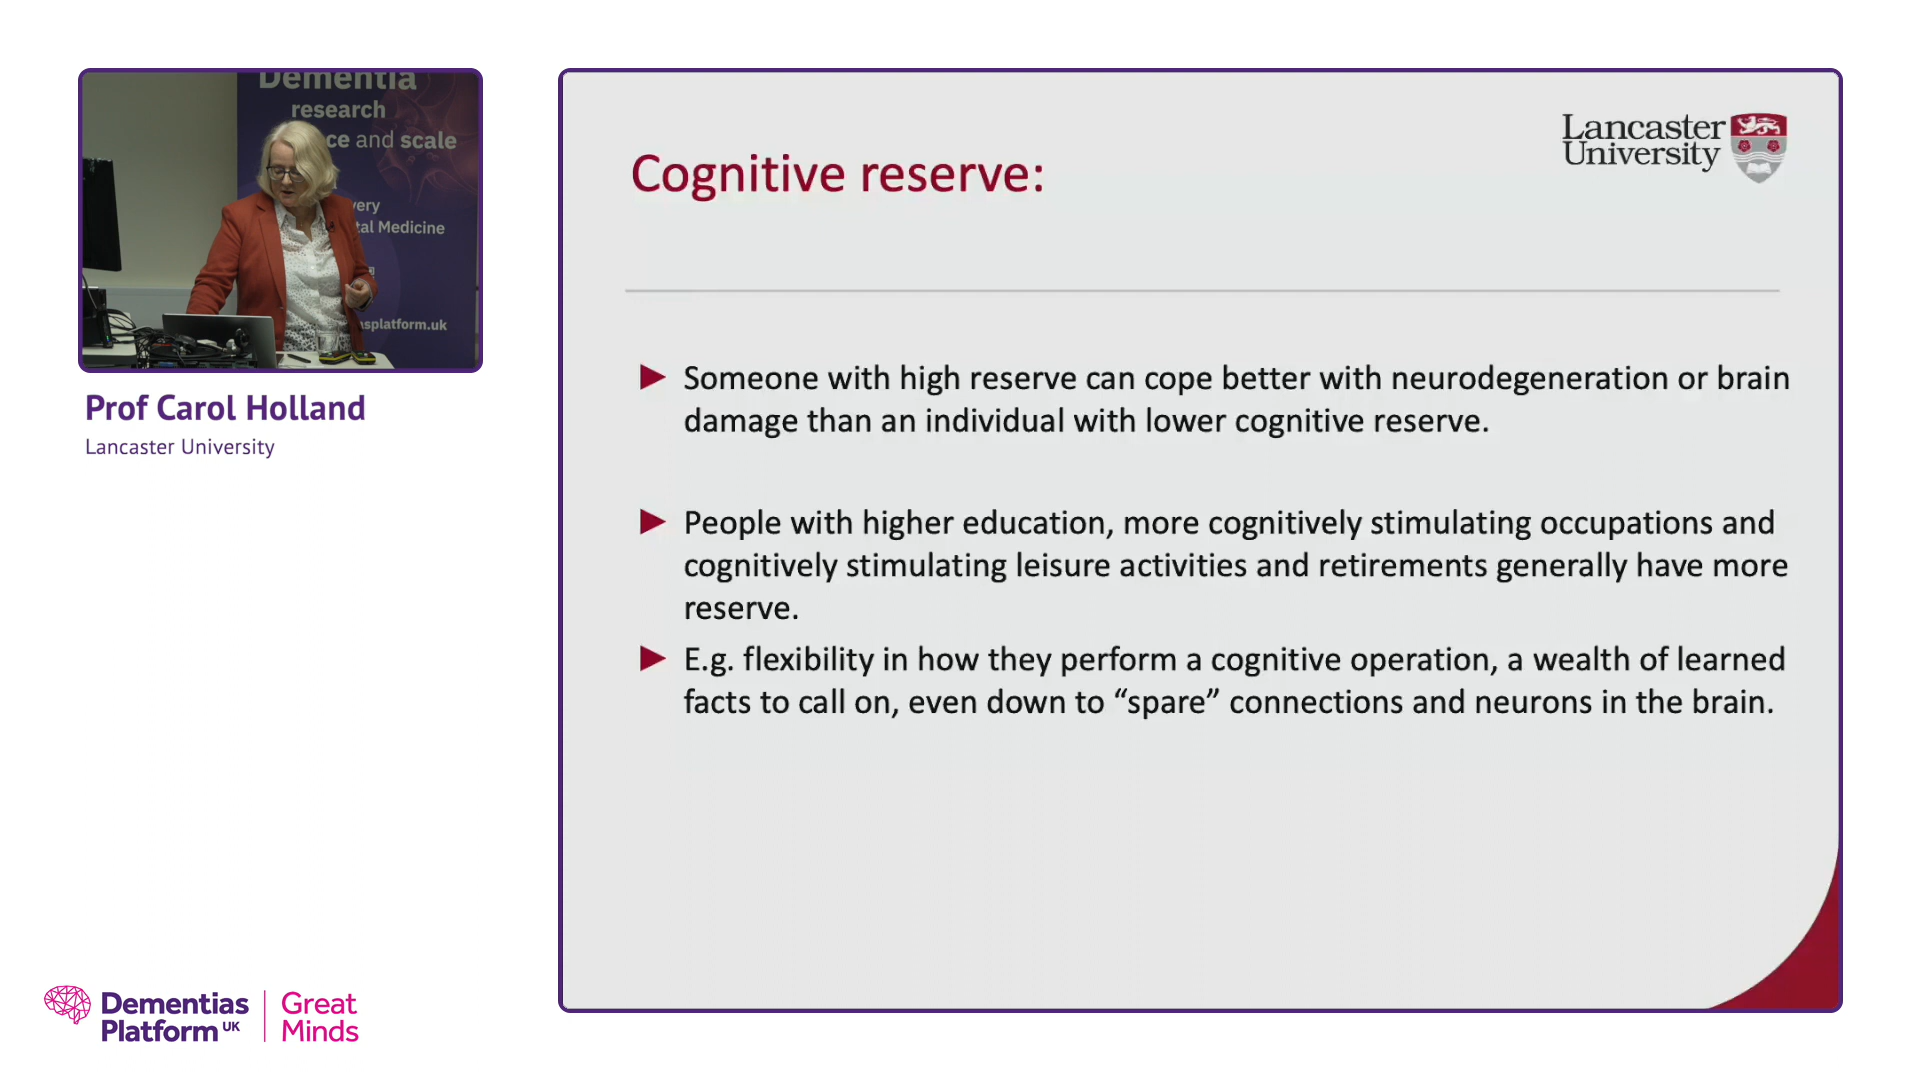 Dementia
research
and scale
tal Medicine
splatform.uk
Prof Carol Holland
Lancaster University
Lancaster
University
Cognitive reserve:
Someone with high reserve can cope better with neurodegeneration or brain
damage than an individual with lower cognitive reserve.
People with higher education, more cognitively stimulating occupations and
cognitively stimulating leisure activities and retirements generally have more
reserve.
E.g. flexibility in how they perform a cognitive operation, a wealth of learned
facts to call on, even down to “spare” connections and neurons in the brain.
Dementias
Platform UK
Great
Minds